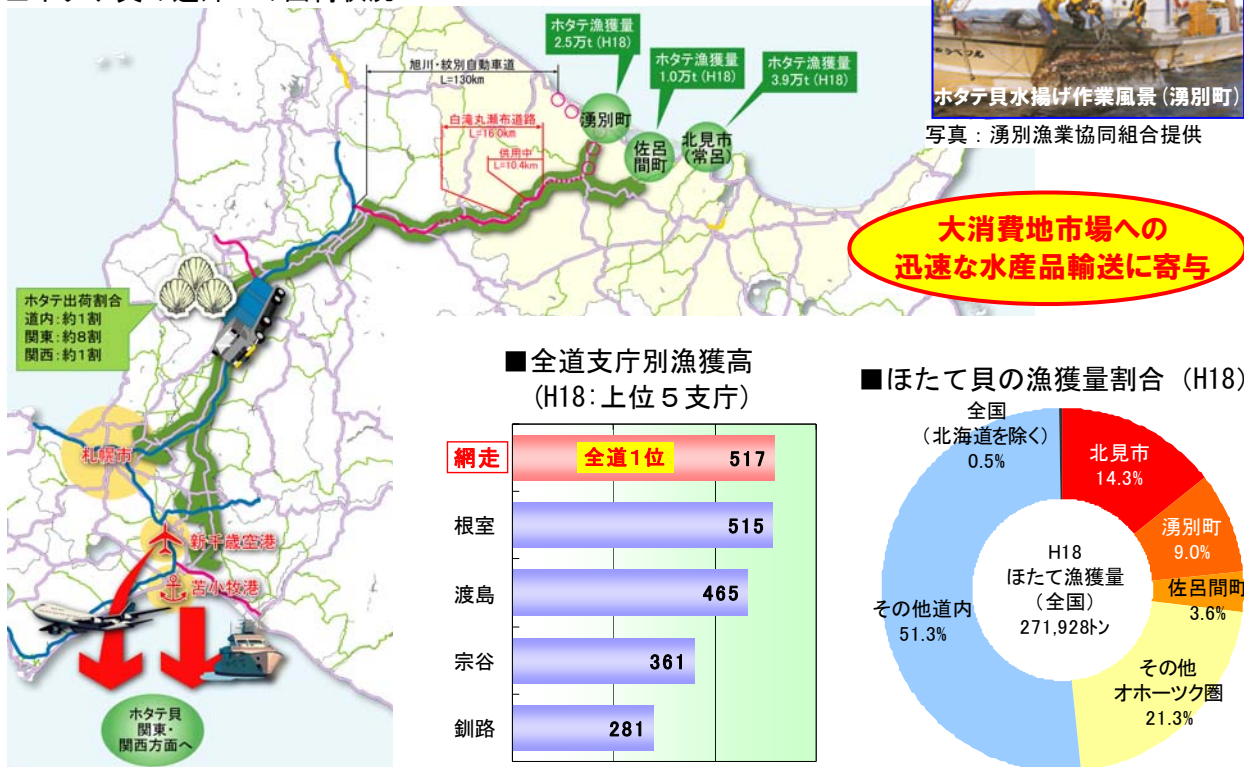 ホタテ漁獲量
2.5万t (H18)
ホタテ漁獲量
1.0万t (H18)
ホタテ漁獲量
3.9万t (H18)
旭川・紋別自動車道
L=130km
白滝丸瀬布道路
L=16.0km
供用中
L=10.4km
湧別町
佐呂
間町
北見市
(常呂)
ホタテ貝水揚げ作業風景(湧別町)
写真:湧別漁業協同組合提供
大消費地市場への
迅速な水産品輸送に寄与
ホタテ出荷割合
道内:約1割
関東:約8割
関西:約1割
札幌市
新千歳空港
苫小牧港
ホタテ貝
関東・
関西方面へ
■全道支庁別漁獲高
(H18:上位5支庁)
網走 全道1位 517
根室 515
渡島 465
宗谷 361
釧路 281
■ほたて貝の漁獲量割合 (H18)
全国
(北海道を除く)
0.5%
北見市
14.3%
湧別町
9.0%
佐呂間町
3.6%
その他
オホーツク圏
21.3%
その他道内
51.3%
H18
ほたて漁獲量
(全国)
271,928トン